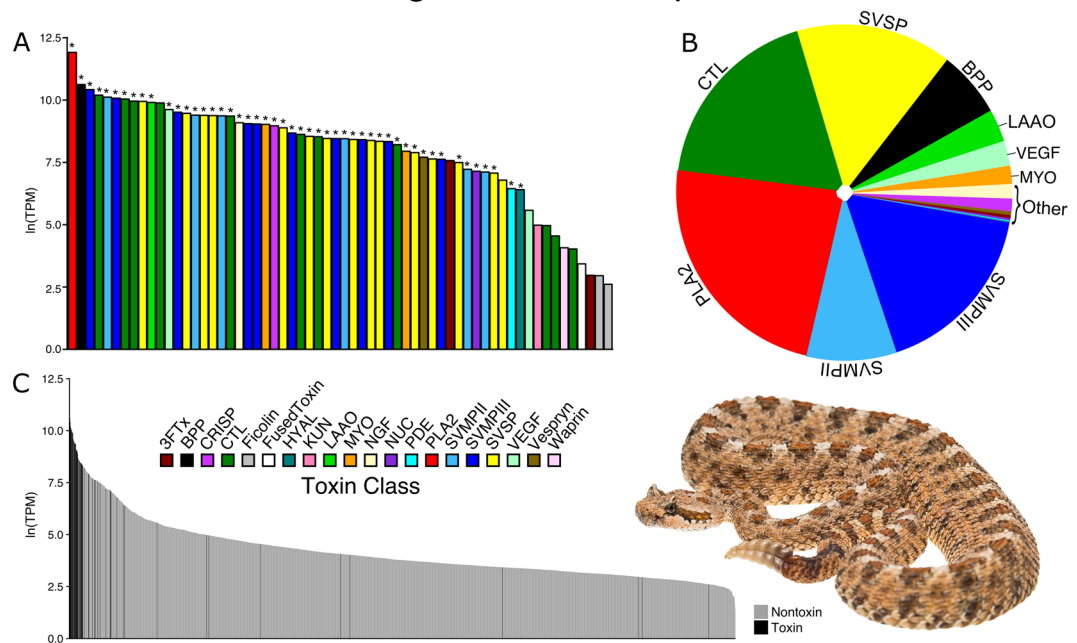 A
12.5
10.0
7.5
5.0
2.5
0.0
ln(TPM)
B
SVSP
BPP
LAAO
VEGF
MYO
Other
SVMPIII
SVMPII
PLA2
CTL
C
12.5
10.0
7.5
5.0
2.5
0.0
ln(TPM)
3FTx
BPP
CRISP
CTL
Ficolin
FusedToxin
HYAL
KUN
LAAO
MYO
NGF
NUC
PDE
PLA2
SVMPII
SVMPIII
SVSP
VEGF
Vespryn
Waprin
Toxin Class
Nontoxin
Toxin